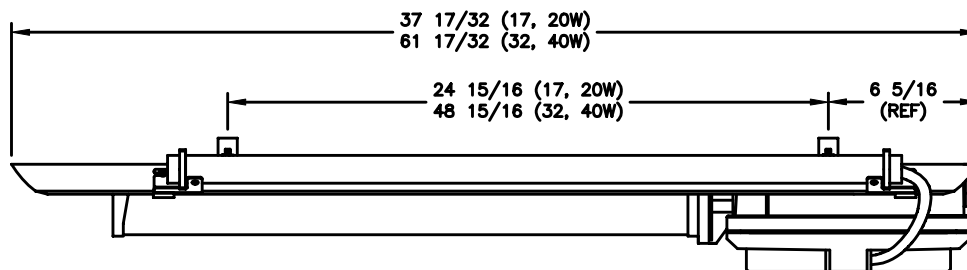 37 17/32 (17, 20W)
61 17/32 (32, 40W)
24 15/16 (17, 20W)
48 15/16 (32, 40W)
6 5/16
(REF)